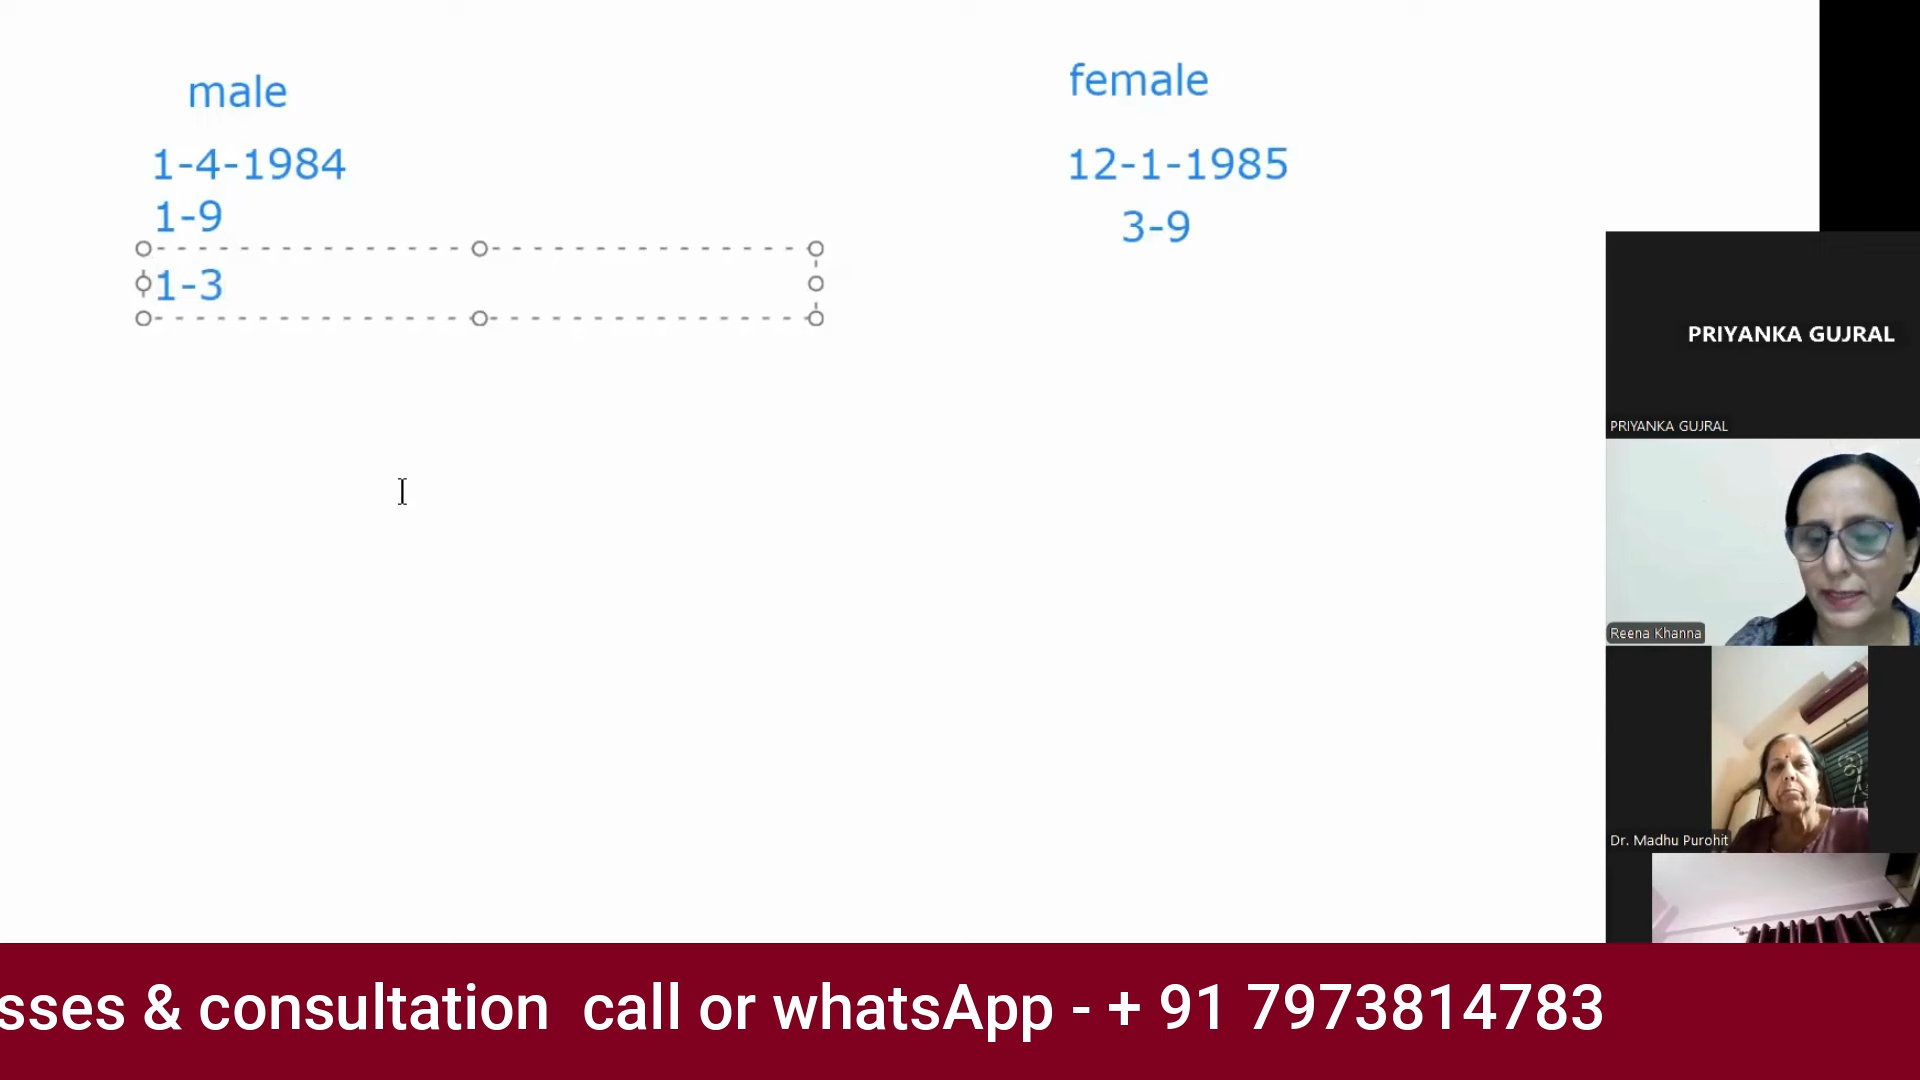 male
1-4-1984
1-9
1-3
female
12-1-1985
3-9
PRIYANKA GUJRAL
PRIYANKA GUJRAL
Reena Khanna
Dr. Madhu Purohit
sses & consultation call or whatsApp - + 91 7973814783